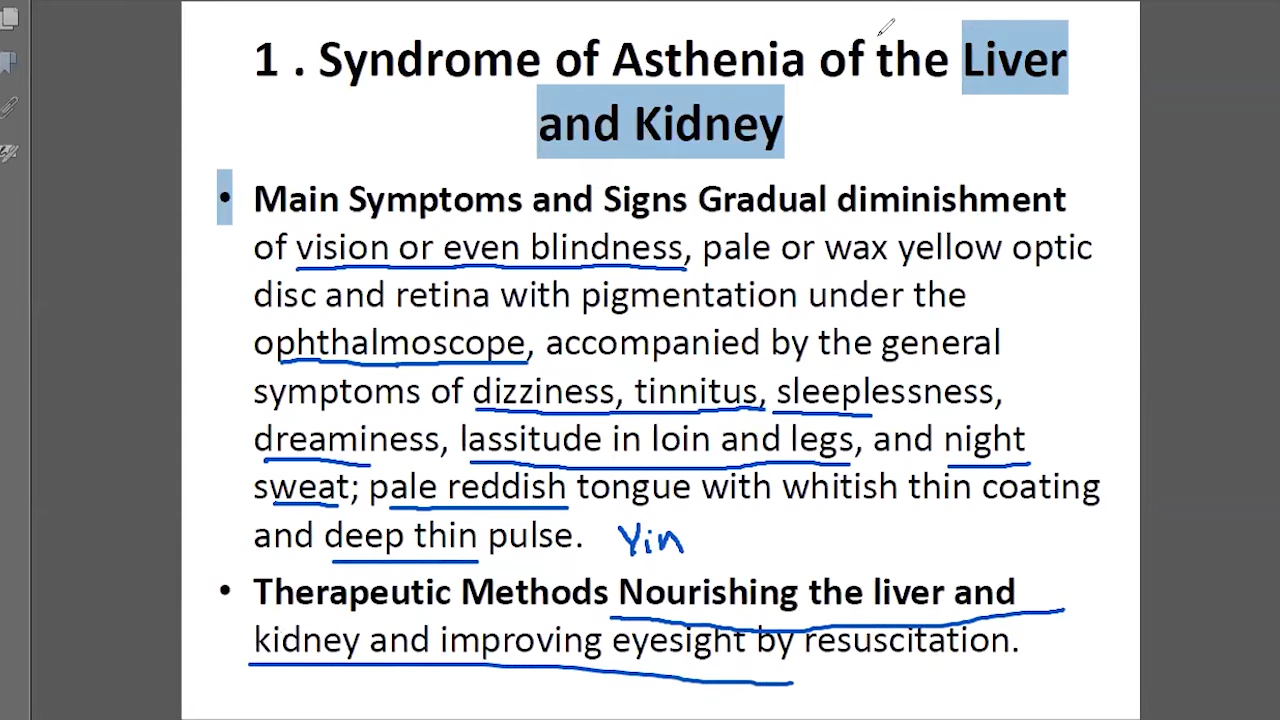 1 . Syndrome of Asthenia of the Liver
and Kidney
• Main Symptoms and Signs Gradual diminishment
of vision or even blindness, pale or wax yellow optic
disc and retina with pigmentation under the
ophthalmoscope, accompanied by the general
symptoms of dizziness, tinnitus, sleeplessness,
dreaminess, lassitude in loin and legs, and night
sweat; pale reddish tongue with whitish thin coating
and deep thin pulse. Yin
• Therapeutic Methods Nourishing the liver and
kidney and improving eyesight by resuscitation.